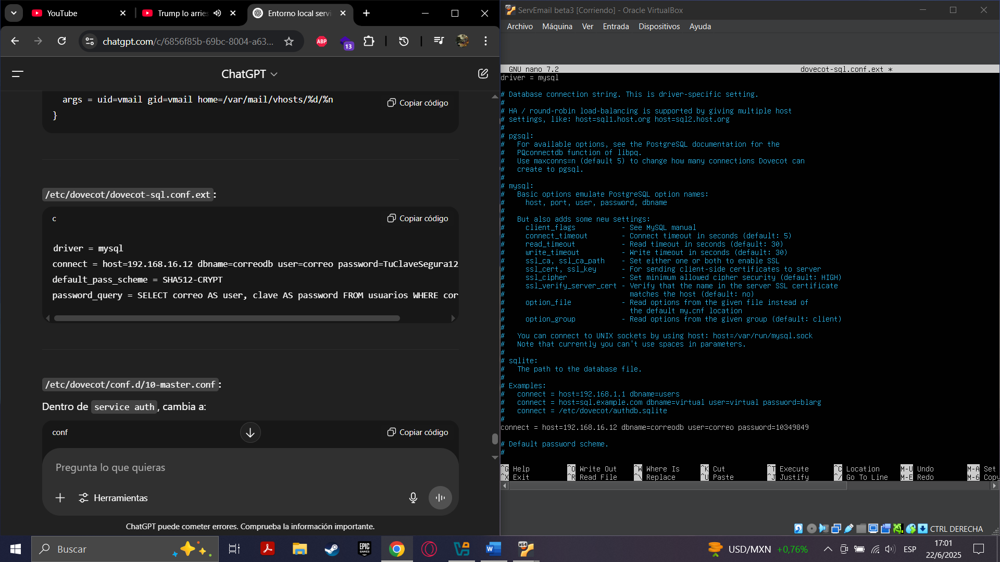 YouTube
Trump lo arries
Entorno local servi
chatgpt.com/c/6856f85b-69bc-8004-a63...
ABP
13
ChatGPT
args = uid=vmail gid=vmail home=/var/mail/vhosts/%d/%n
}
Copiar código
/etc/dovecot/dovecot-sql.conf.ext:
c
Copiar código
driver = mysql
connect = host=192.168.16.12 dbname=correodb user=correo password=TuClaveSegura12
default_pass_scheme = SHA512-CRYPT
password_query = SELECT correo AS user, clave AS password FROM usuarios WHERE cor
/etc/dovecot/conf.d/10-master.conf:
Dentro de service auth, cambia a:
conf
Copiar código
Pregunta lo que quieras
Herramientas
ChatGPT puede cometer errores. Comprueba la información importante.
ServEmail beta3 [Corriendo] - Oracle VirtualBox
Archivo Máquina Ver Entrada Dispositivos Ayuda
GNU nano 7.2 dovecot-sql.conf.ext *
driver = mysql
# Database connection string. This is driver-specific setting.
#
# HA / round-robin load-balancing is supported by giving multiple host
# settings, like: host=sql1.host.org host=sql2.host.org
#
# pgsql:
#   For available options, see the PostgreSQL documentation for the
#   PQconnectdb function of libpq.
#   Use maxconns=n (default 5) to change how many connections Dovecot can
#   create to pgsql.
#
# mysql:
#   Basic options emulate PostgreSQL option names:
#     host, port, user, password, dbname
#
#   But also adds some new settings:
#     client_flags - See MySQL manual
#     connect_timeout - Connect timeout in seconds (default: 5)
#     read_timeout - Read timeout in seconds (default: 30)
#     write_timeout - Write timeout in seconds (default: 30)
#     ssl_ca, ssl_ca_path - Set either one or both to enable SSL
#     ssl_cert, ssl_key - For sending client-side certificates to server
#     ssl_cipher - Set minimum allowed cipher security (default: HIGH)
#     ssl_verify_server_cert - Verify that the name in the server SSL certificate
#     matches the host (default: no)
#     option_file - Read options from the given file instead of
#     the default my.cnf location
#     option_group - Read options from the given group (default: client)
#
#   You can connect to UNIX sockets by using host: host=/var/run/mysql.sock
#   Note that currently you can't use spaces in parameters.
#
# sqlite:
#   The path to the database file.
#
# Examples:
#   connect = host=192.168.1.1 dbname=users
#   connect = host=sql.example.com dbname=virtual user=virtual password=blarg
#   connect = /etc/dovecot/authdb.sqlite
#
connect = host=192.168.16.12 dbname=correodb user=correo password=10349849
# Default password scheme.
#
^G Help ^O Write Out ^W Where Is ^K Cut ^T Execute ^C Location M-U Undo M-A Set
^X Exit ^R Read File ^\ Replace ^U Paste ^J Justify ^/ Go To Line M-E Redo M-6 Copy
CTRL DERECHA
Buscar
EPIC GAMES
x64
USD/MXN +0,76%
ESP
17:01
22/6/2025